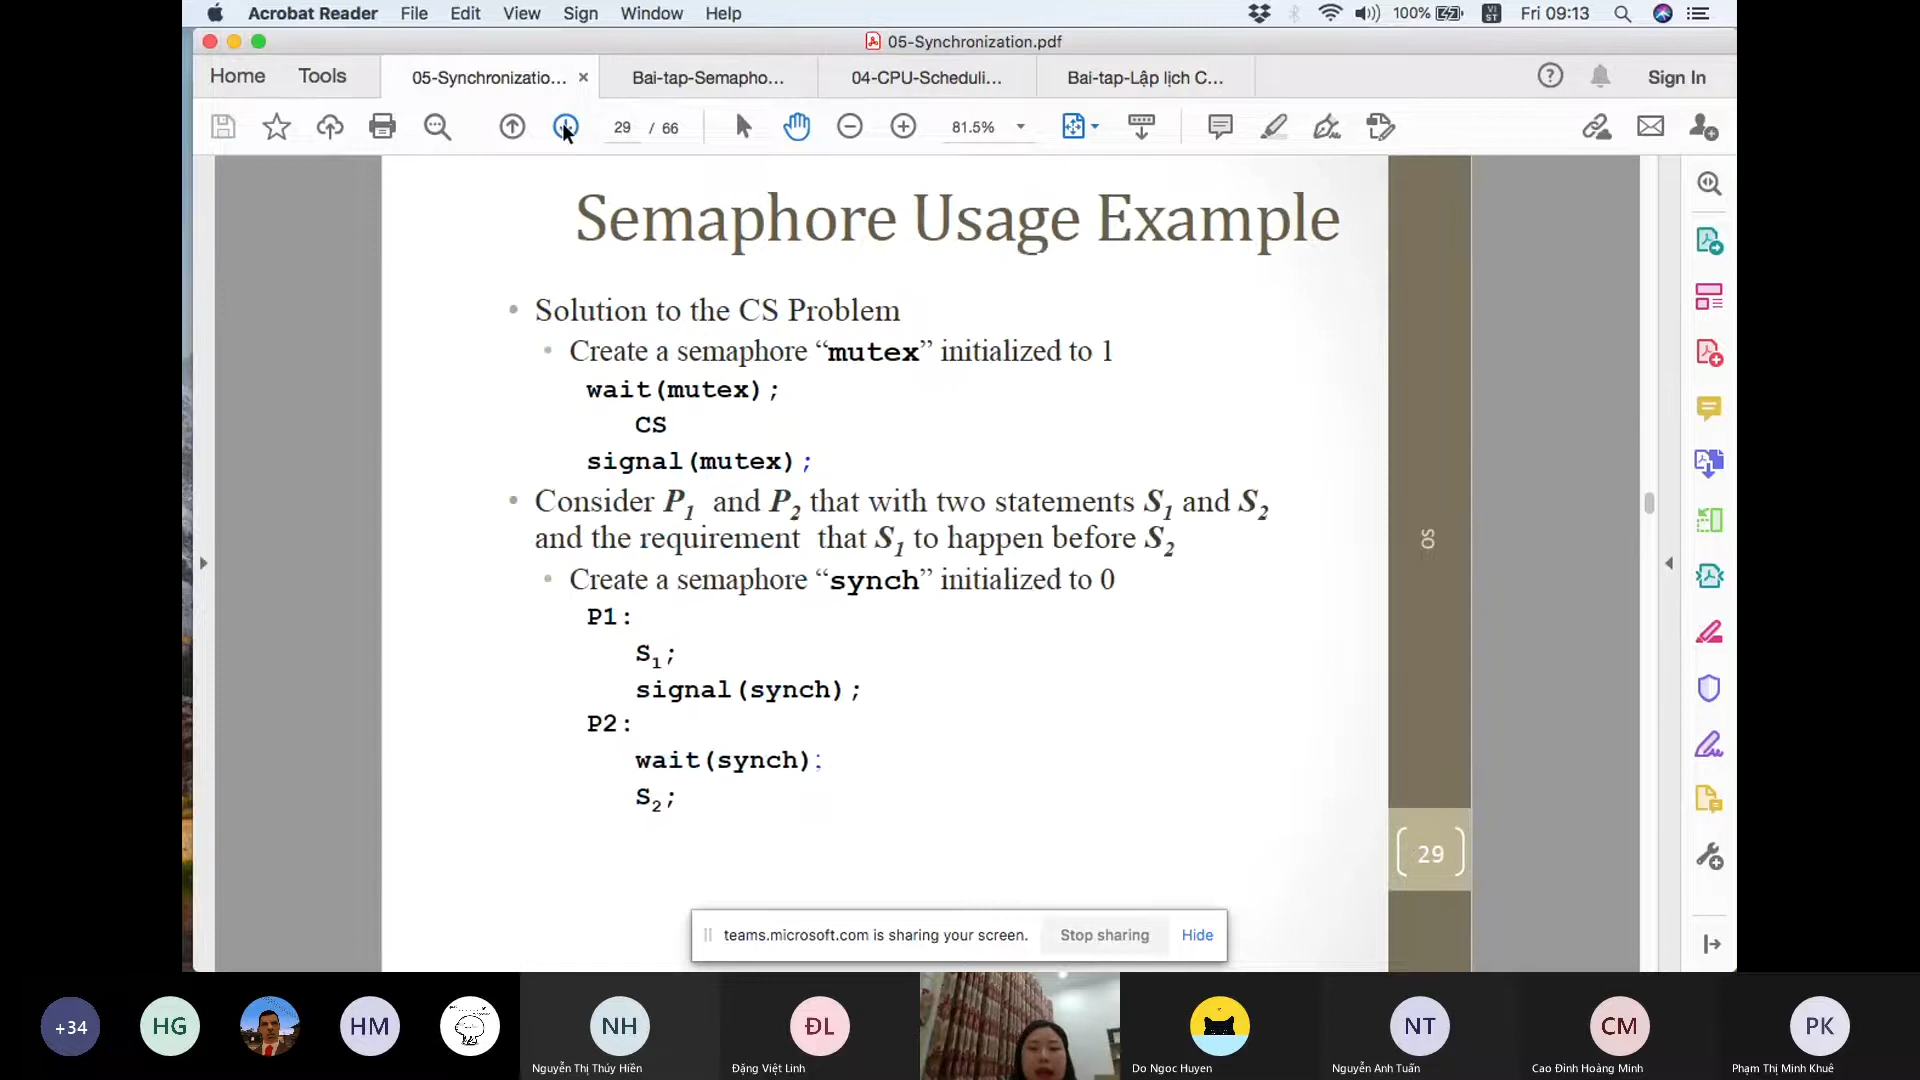 Acrobat Reader File Edit View Sign Window Help 100% VI ST Fri 09:13
05-Synchronization.pdf
Home Tools 05-Synchronizatio... × Bai-tap-Semapho... 04-CPU-Scheduli... Bai-tap-Lập lịch C... ? Sign In
29 / 66 81.5%
Semaphore Usage Example
• Solution to the CS Problem
• Create a semaphore “mutex” initialized to 1
wait(mutex);
CS
signal(mutex);
• Consider P1 and P2 that with two statements S1 and S2
and the requirement that S1 to happen before S2
• Create a semaphore “synch” initialized to 0
P1:
S1;
signal(synch);
P2:
wait(synch);
S2;
OS
29
teams.microsoft.com is sharing your screen. Stop sharing Hide
+34 HG HM NH ĐL NT CM PK
Nguyễn Thị Thúy Hiền Đặng Việt Linh Do Ngoc Huyen Nguyễn Anh Tuấn Cao Đình Hoàng Minh Phạm Thị Minh Khuê